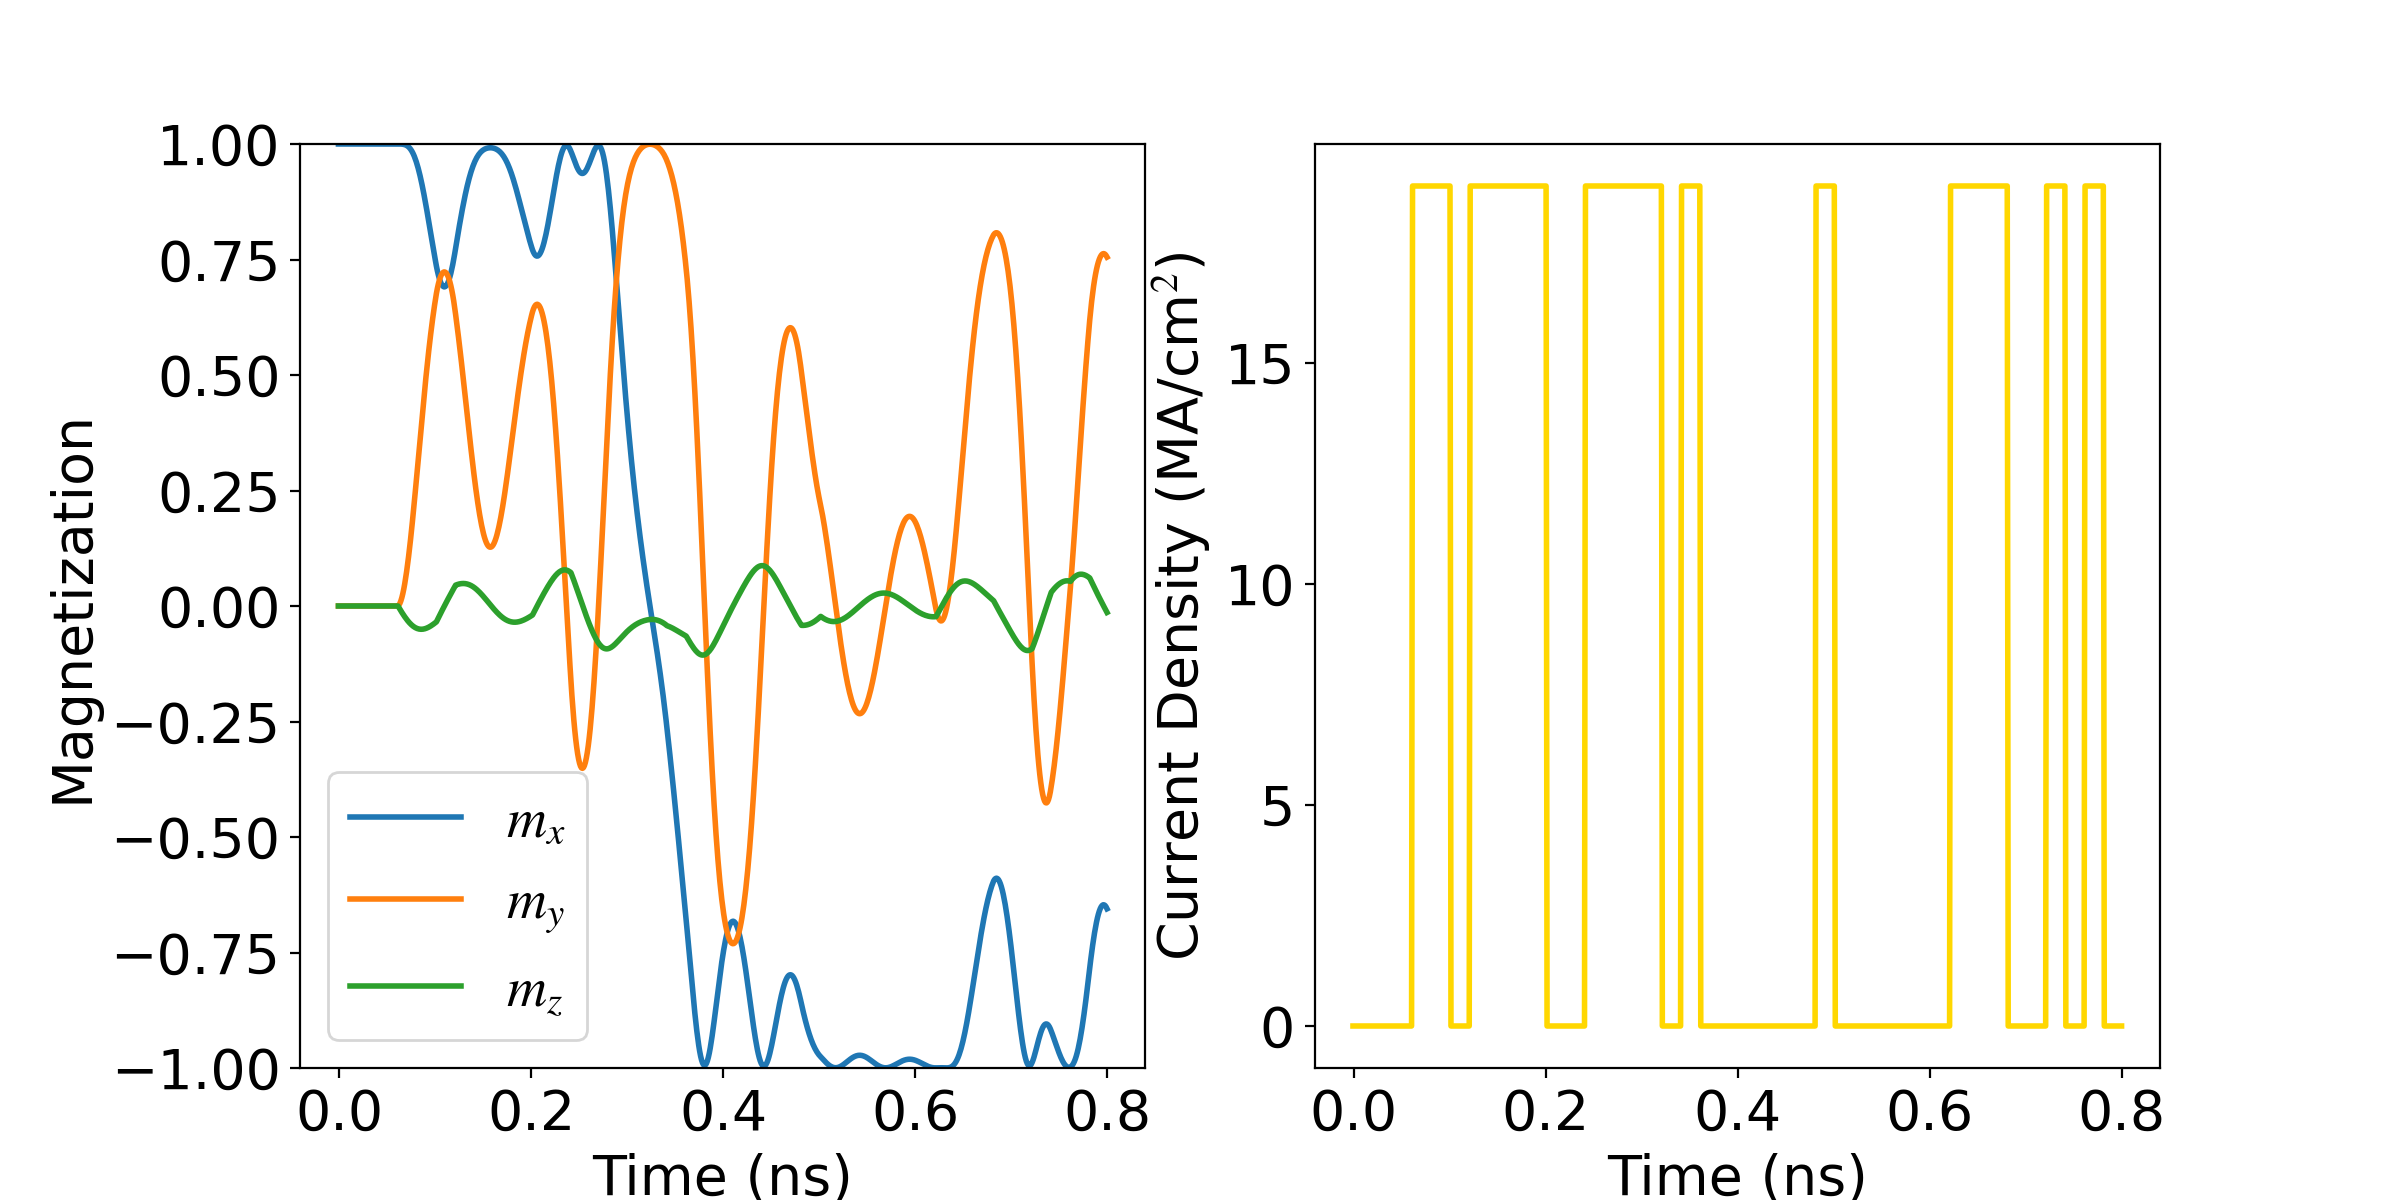 Magnetization
1.00
0.75
0.50
0.25
0.00
−0.25
−0.50
−0.75
−1.00
m_x
m_y
m_z
0.0 0.2 0.4 0.6 0.8
Time (ns)
Current Density (MA/cm²)
15
10
5
0
0.0 0.2 0.4 0.6 0.8
Time (ns)